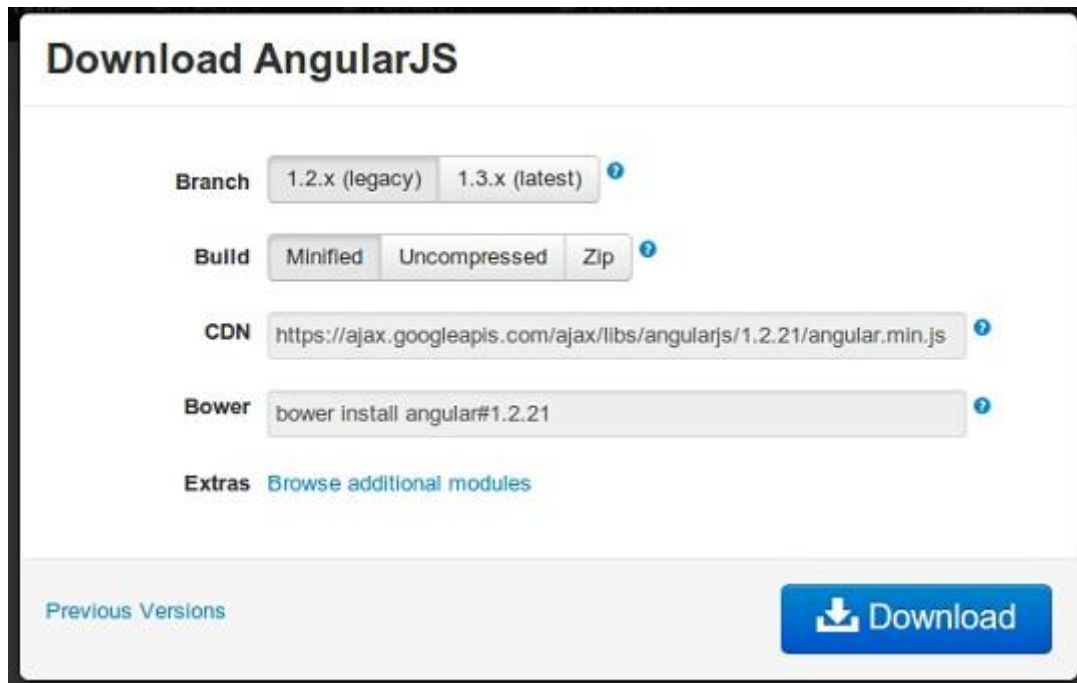 Download AngularJS
Branch 1.2.x (legacy) 1.3.x (latest) ?
Build Minified Uncompressed Zip ?
CDN https://ajax.googleapis.com/ajax/libs/angularjs/1.2.21/angular.min.js ?
Bower bower install angular#1.2.21 ?
Extras Browse additional modules
Previous Versions Download